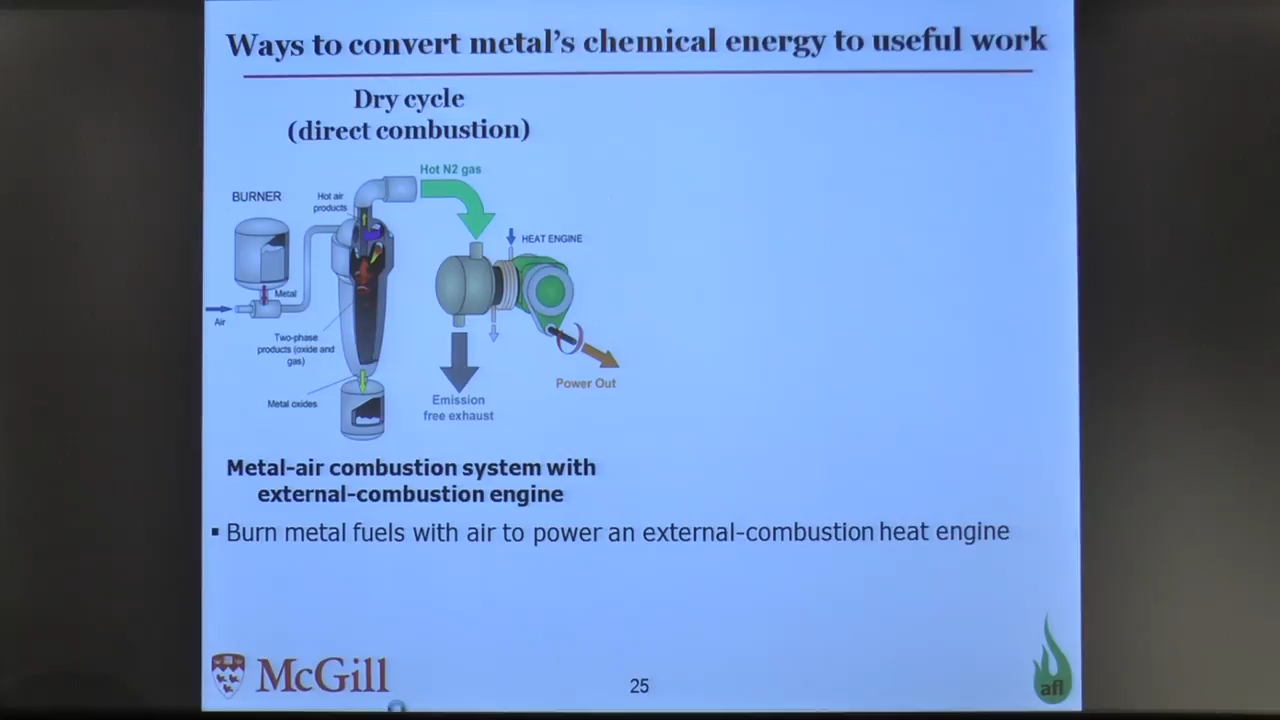 Ways to convert metal's chemical energy to useful work
Dry cycle
(direct combustion)
Hot N2 gas
BURNER
Hot air
products
HEAT ENGINE
Metal
Air
Two-phase
products (oxide and
gas)
Power Out
Metal oxides
Emission
free exhaust
Metal-air combustion system with
external-combustion engine
▪ Burn metal fuels with air to power an external-combustion heat engine
McGill
25
afl